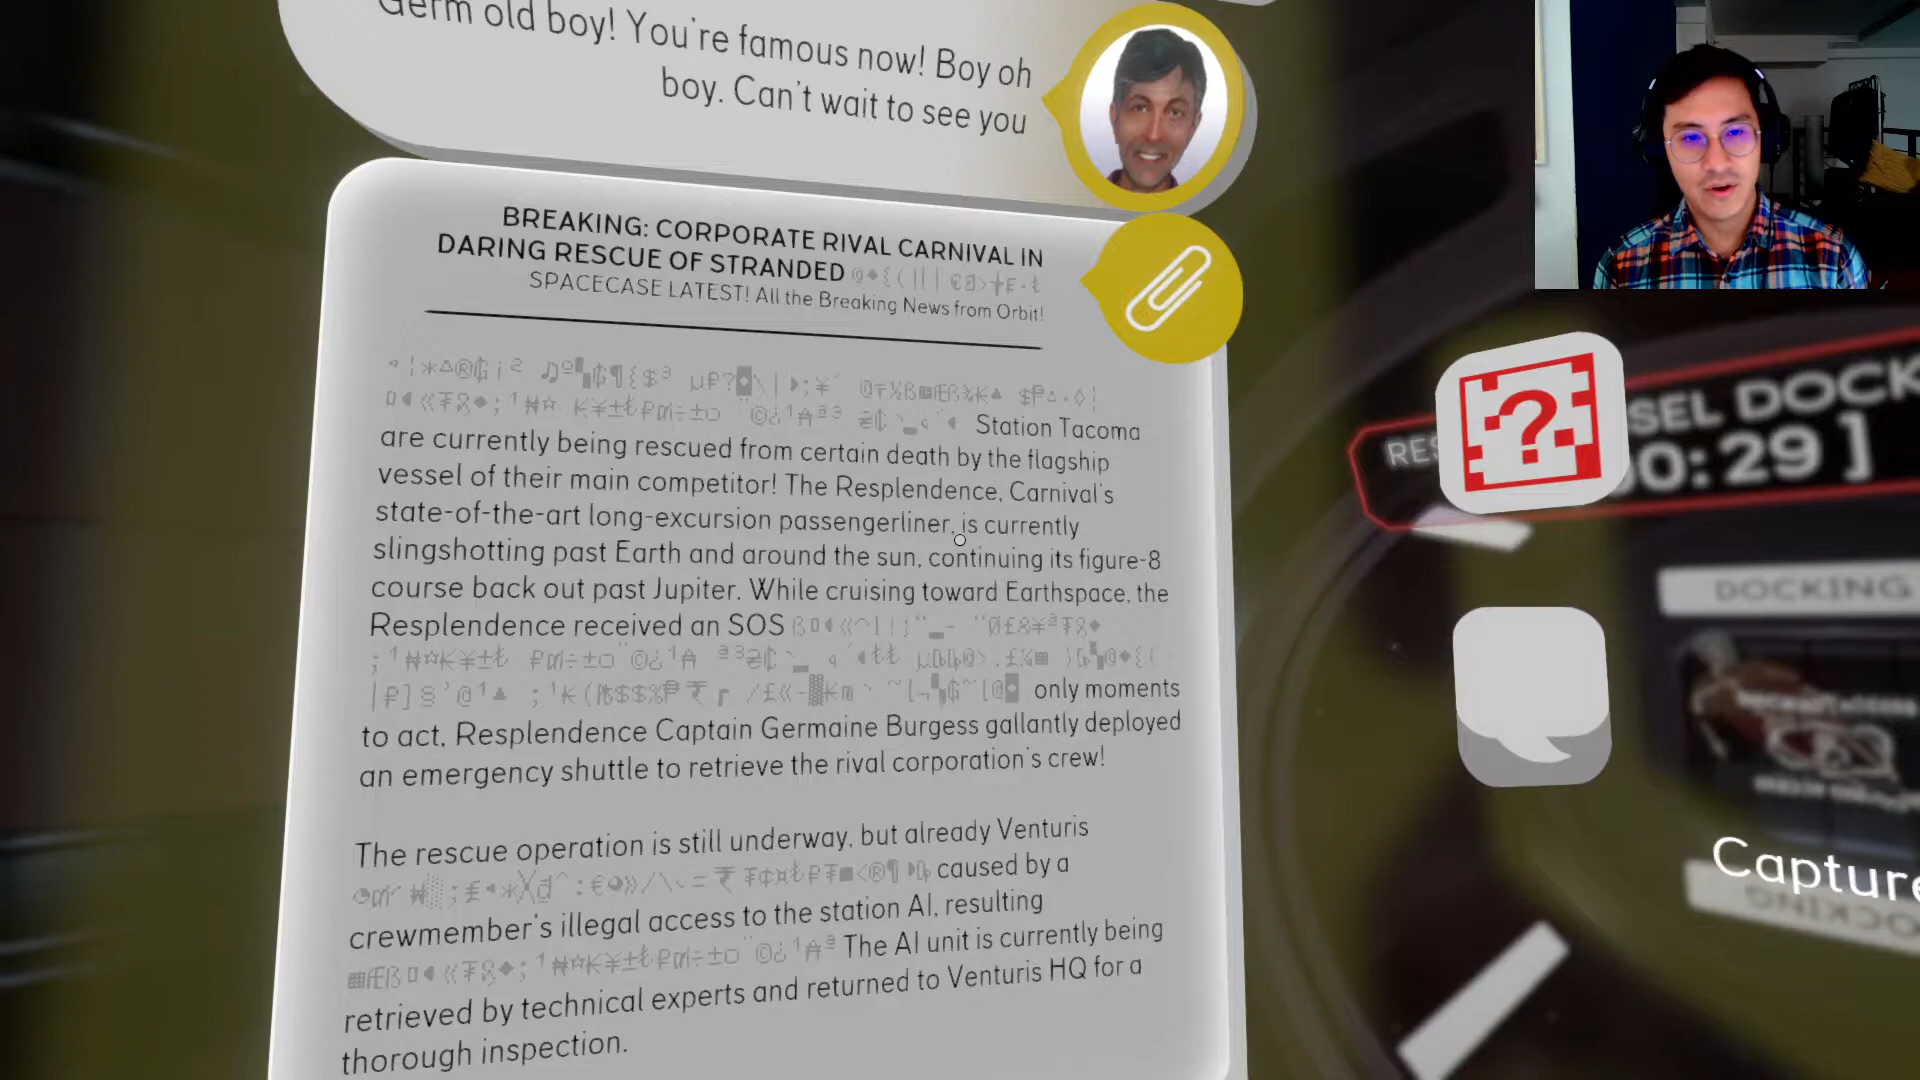 Germ old boy! You're famous now! Boy oh
boy. Can't wait to see you
BREAKING: CORPORATE RIVAL CARNIVAL IN
DARING RESCUE OF STRANDED
SPACECASE LATEST! All the Breaking News from Orbit!
Station Tacoma
are currently being rescued from certain death by the flagship
vessel of their main competitor! The Resplendence, Carnival's
state-of-the-art long-excursion passengerliner, is currently
slingshotting past Earth and around the sun, continuing its figure-8
course back out past Jupiter. While cruising toward Earthspace, the
Resplendence received an SOS
only moments
to act, Resplendence Captain Germaine Burgess gallantly deployed
an emergency shuttle to retrieve the rival corporation's crew!
The rescue operation is still underway, but already Venturis
caused by a
crewmember's illegal access to the station AI, resulting
The AI unit is currently being
retrieved by technical experts and returned to Venturis HQ for a
thorough inspection.
?
RES
SEL DOCK
00:29 ]
DOCKING
Capture
DOCKING